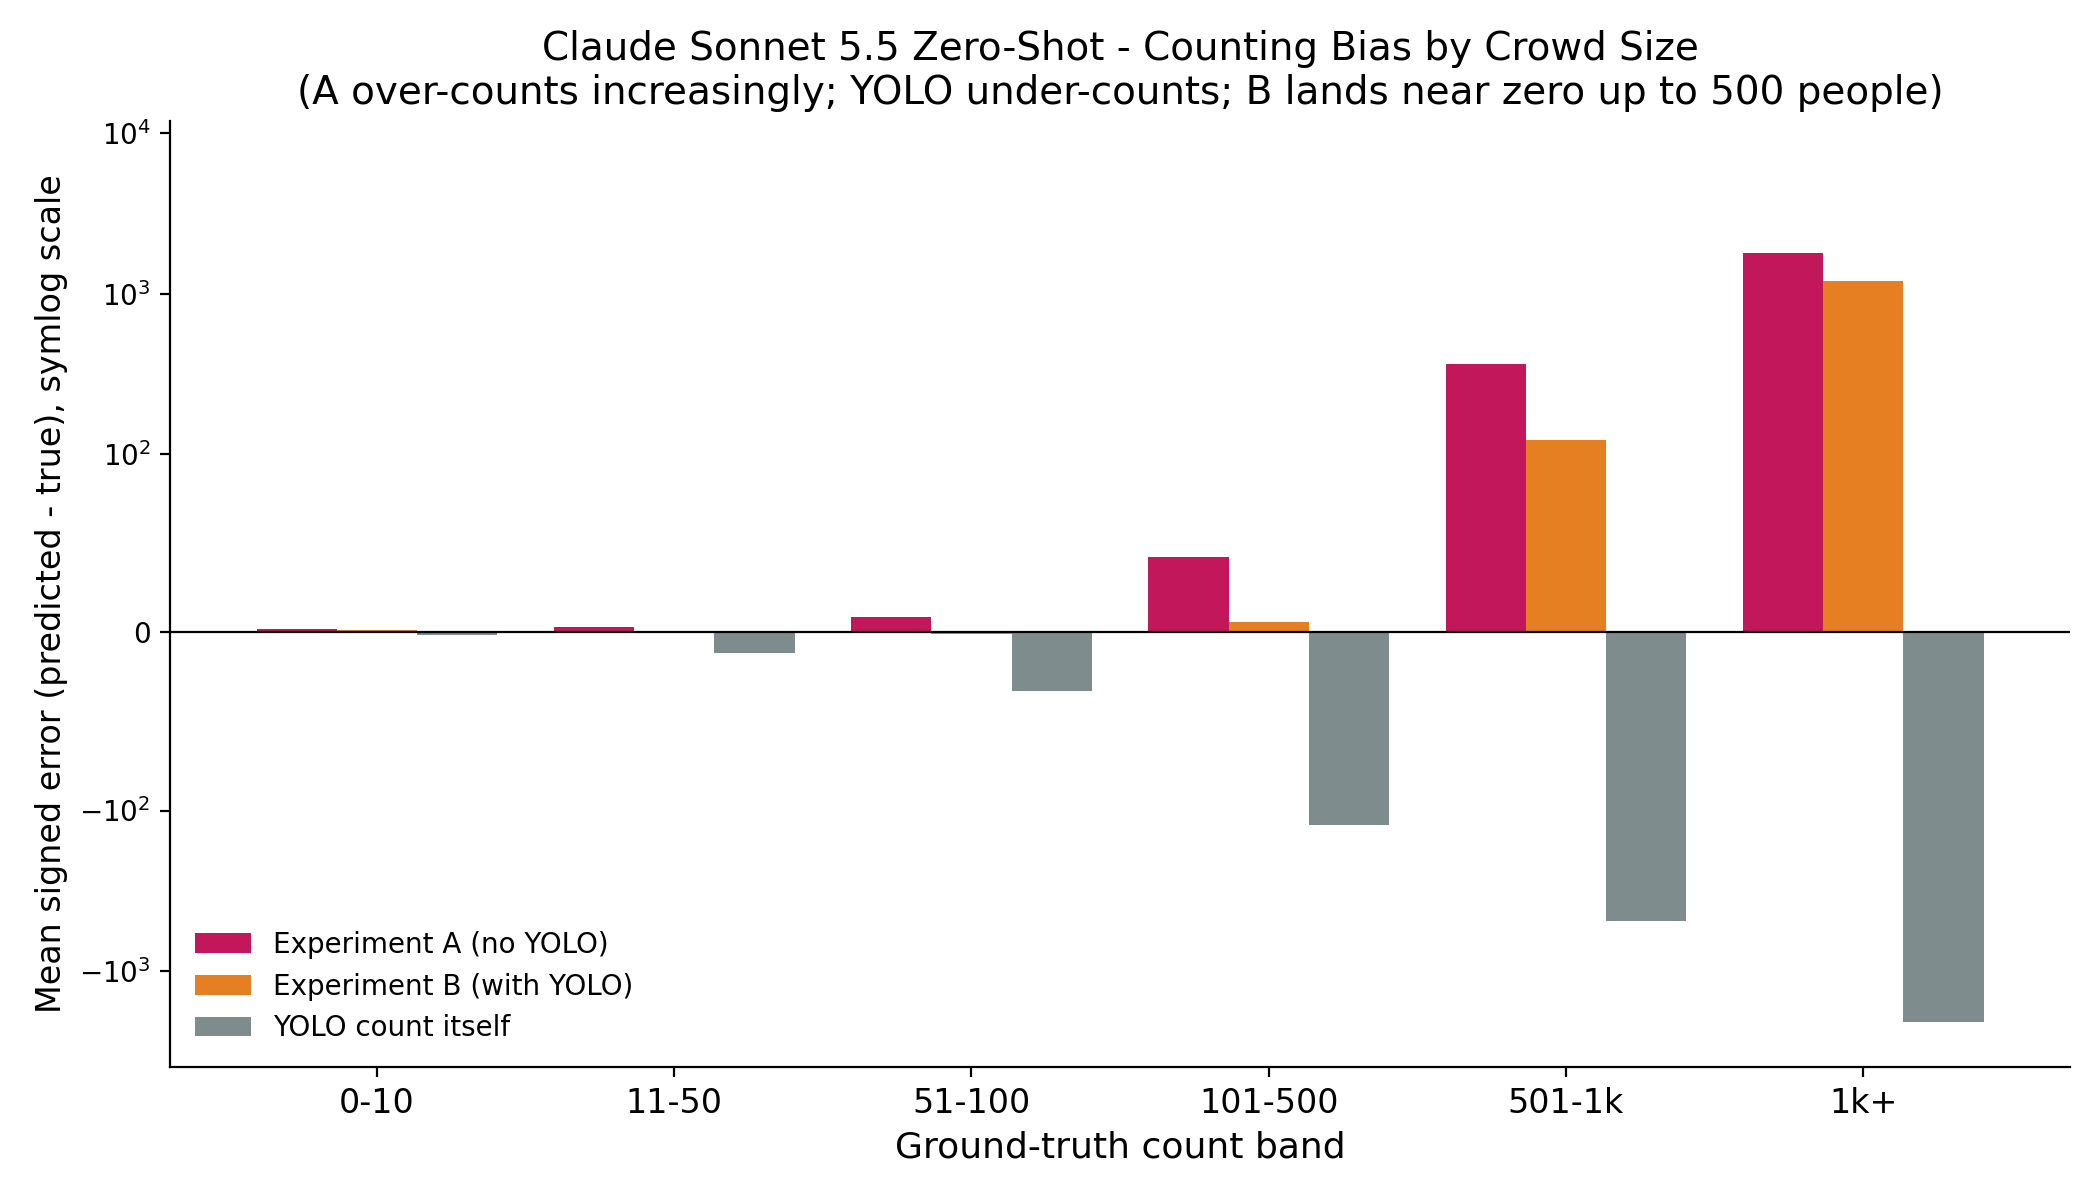 Claude Sonnet 5.5 Zero-Shot - Counting Bias by Crowd Size
(A over-counts increasingly; YOLO under-counts; B lands near zero up to 500 people)
Mean signed error (predicted - true), symlog scale
10⁴
10³
10²
0
−10²
−10³
Experiment A (no YOLO)
Experiment B (with YOLO)
YOLO count itself
0-10 11-50 51-100 101-500 501-1k 1k+
Ground-truth count band